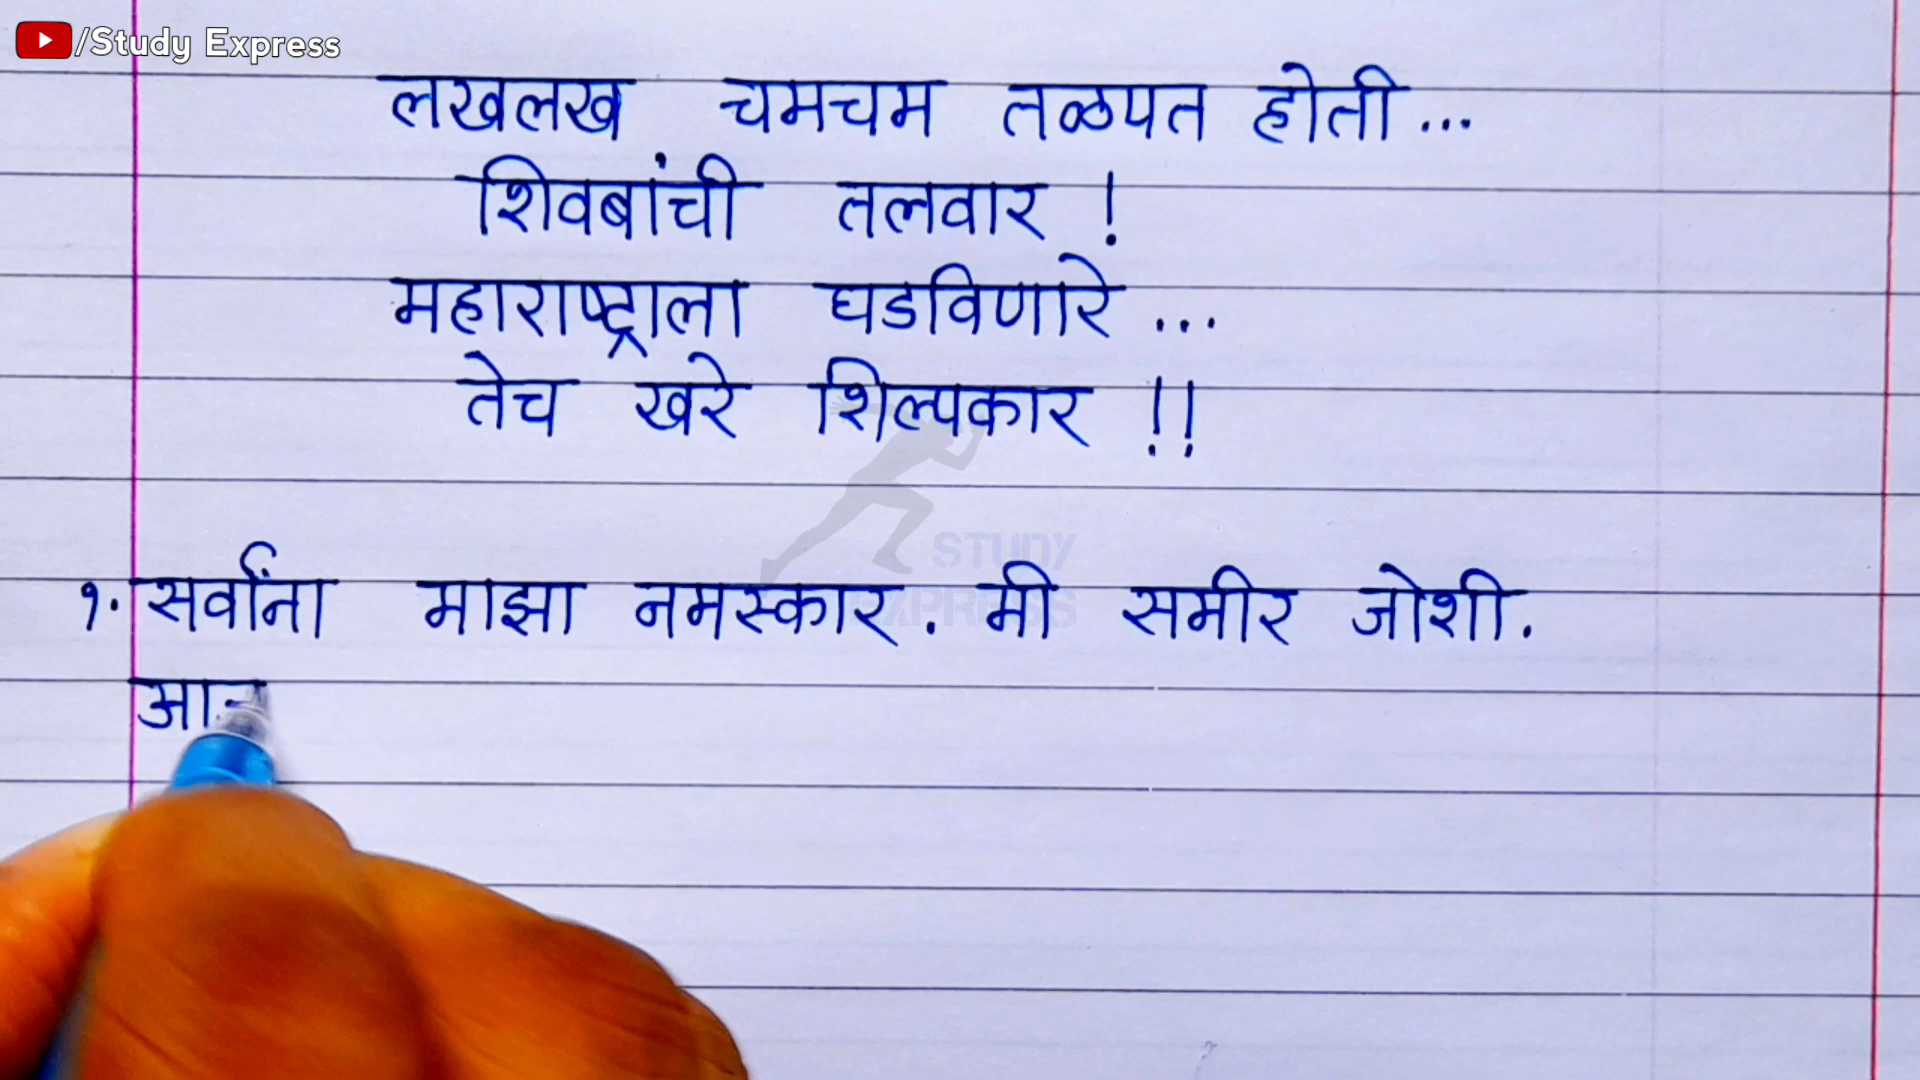 /Study Express
लखलख चमचम तळपत होती...
शिवबांची तलवार !
महाराष्ट्राला घडविणारे ...
तेच खरे शिल्पकार !!
STUDY
EXPRESS
१. सर्वांना माझा नमस्कार. मी समीर जोशी.